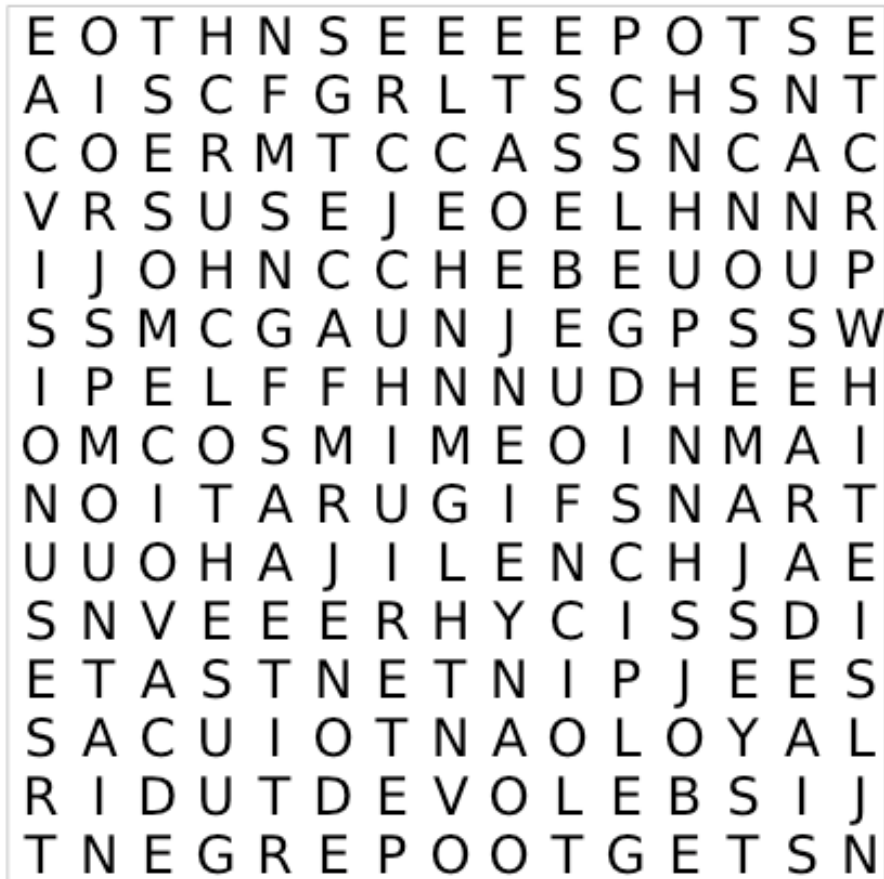 E O T H N S E E E E P O T S E
A I S C F G R L T S C H S N T
C O E R M T C C A S S N C A C
V R S U S E J E O E L H N N R
I J O H N C C H E B E U O U P
S S M C G A U N J E G P S S W
I P E L F F H N N U D H E E H
O M C O S M I M E O I N M A I
N O I T A R U G I F S N A R T
U U O H A J I L E N C H J A E
S N V E E E R H Y C I S S D I
E T A S T N E T N I P J E E S
S A C U I O T N A O L O Y A L
R I D U T D E V O L E B S I J
T N E G R E P O O T G E T S N